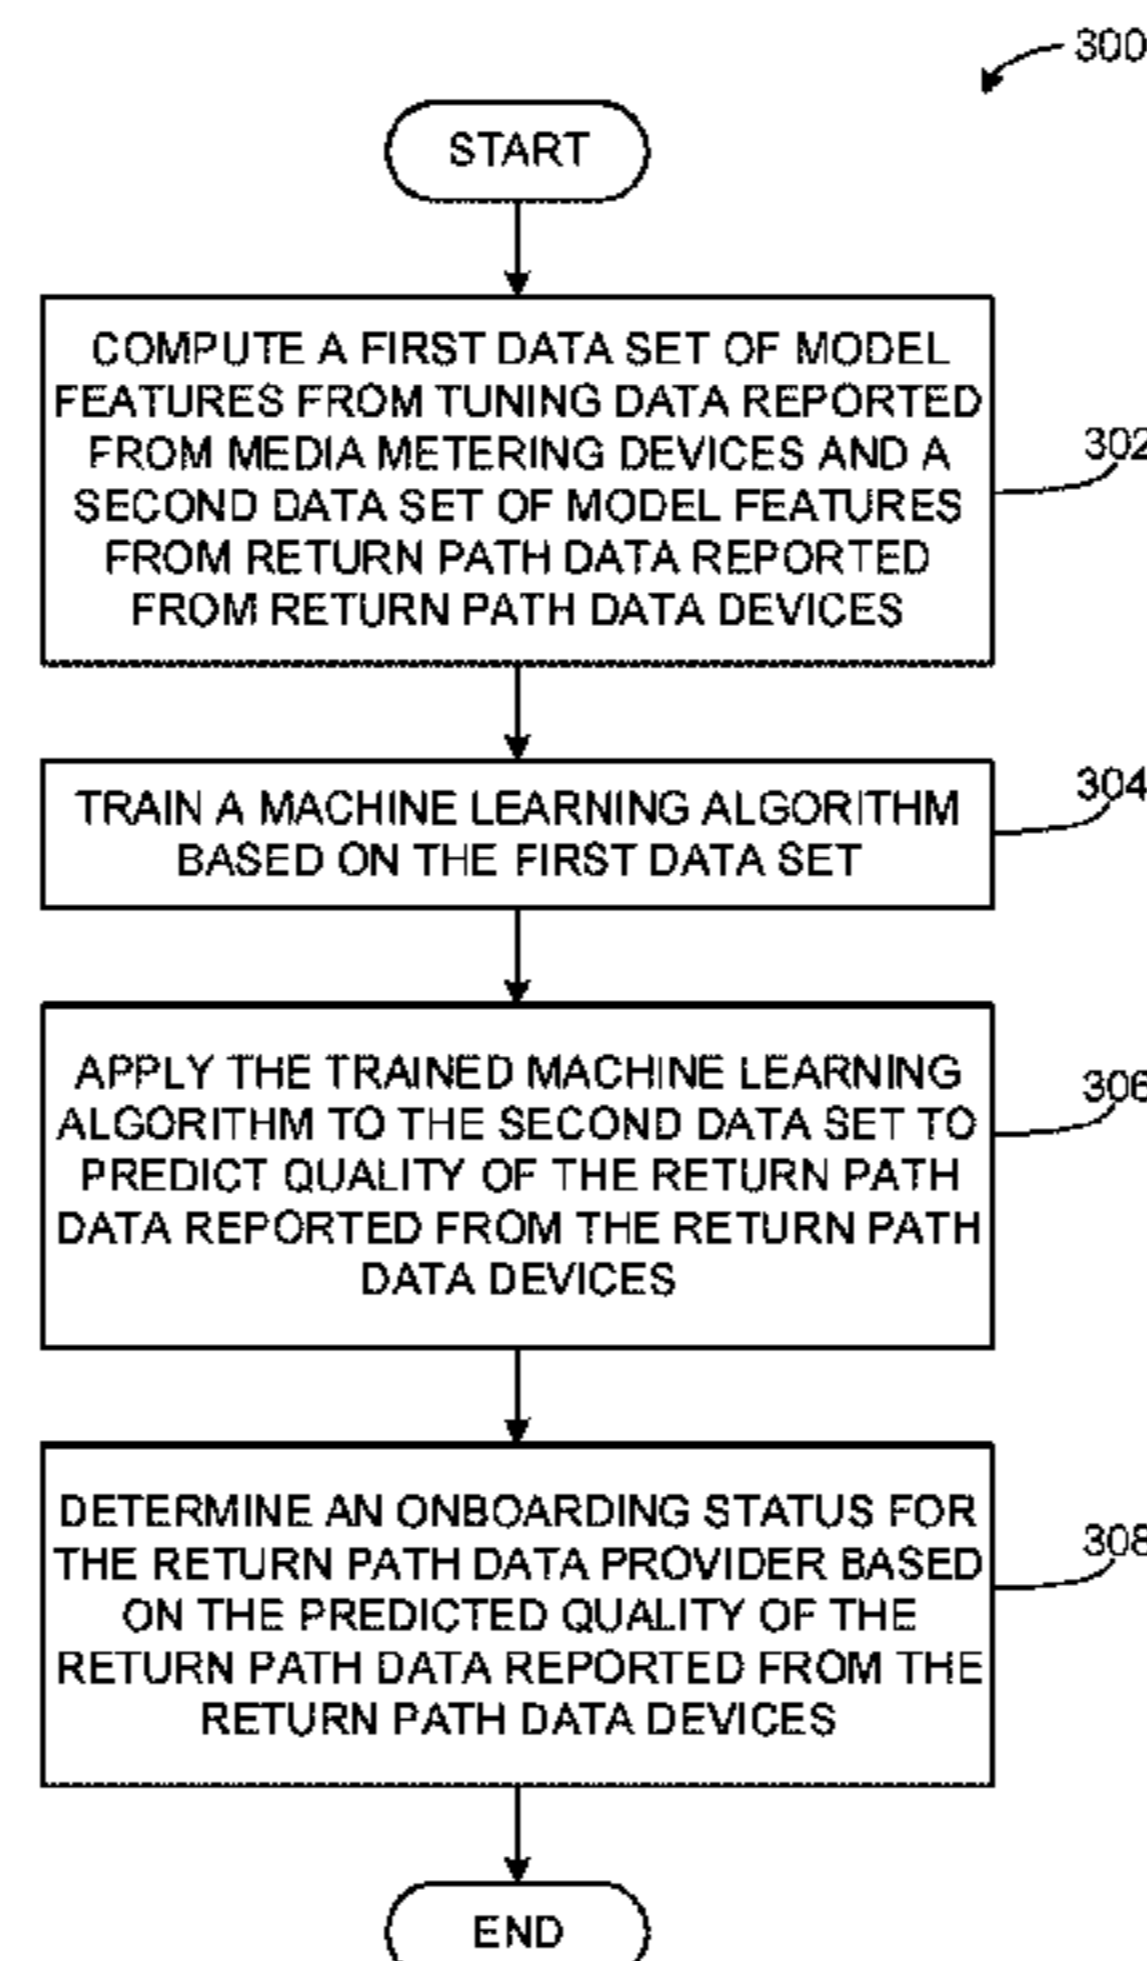 300
START
COMPUTE A FIRST DATA SET OF MODEL
FEATURES FROM TUNING DATA REPORTED
FROM MEDIA METERING DEVICES AND A
SECOND DATA SET OF MODEL FEATURES
FROM RETURN PATH DATA REPORTED
FROM RETURN PATH DATA DEVICES
302
TRAIN A MACHINE LEARNING ALGORITHM
BASED ON THE FIRST DATA SET
304
APPLY THE TRAINED MACHINE LEARNING
ALGORITHM TO THE SECOND DATA SET TO
PREDICT QUALITY OF THE RETURN PATH
DATA REPORTED FROM THE RETURN PATH
DATA DEVICES
306
DETERMINE AN ONBOARDING STATUS FOR
THE RETURN PATH DATA PROVIDER BASED
ON THE PREDICTED QUALITY OF THE
RETURN PATH DATA REPORTED FROM THE
RETURN PATH DATA DEVICES
308
END